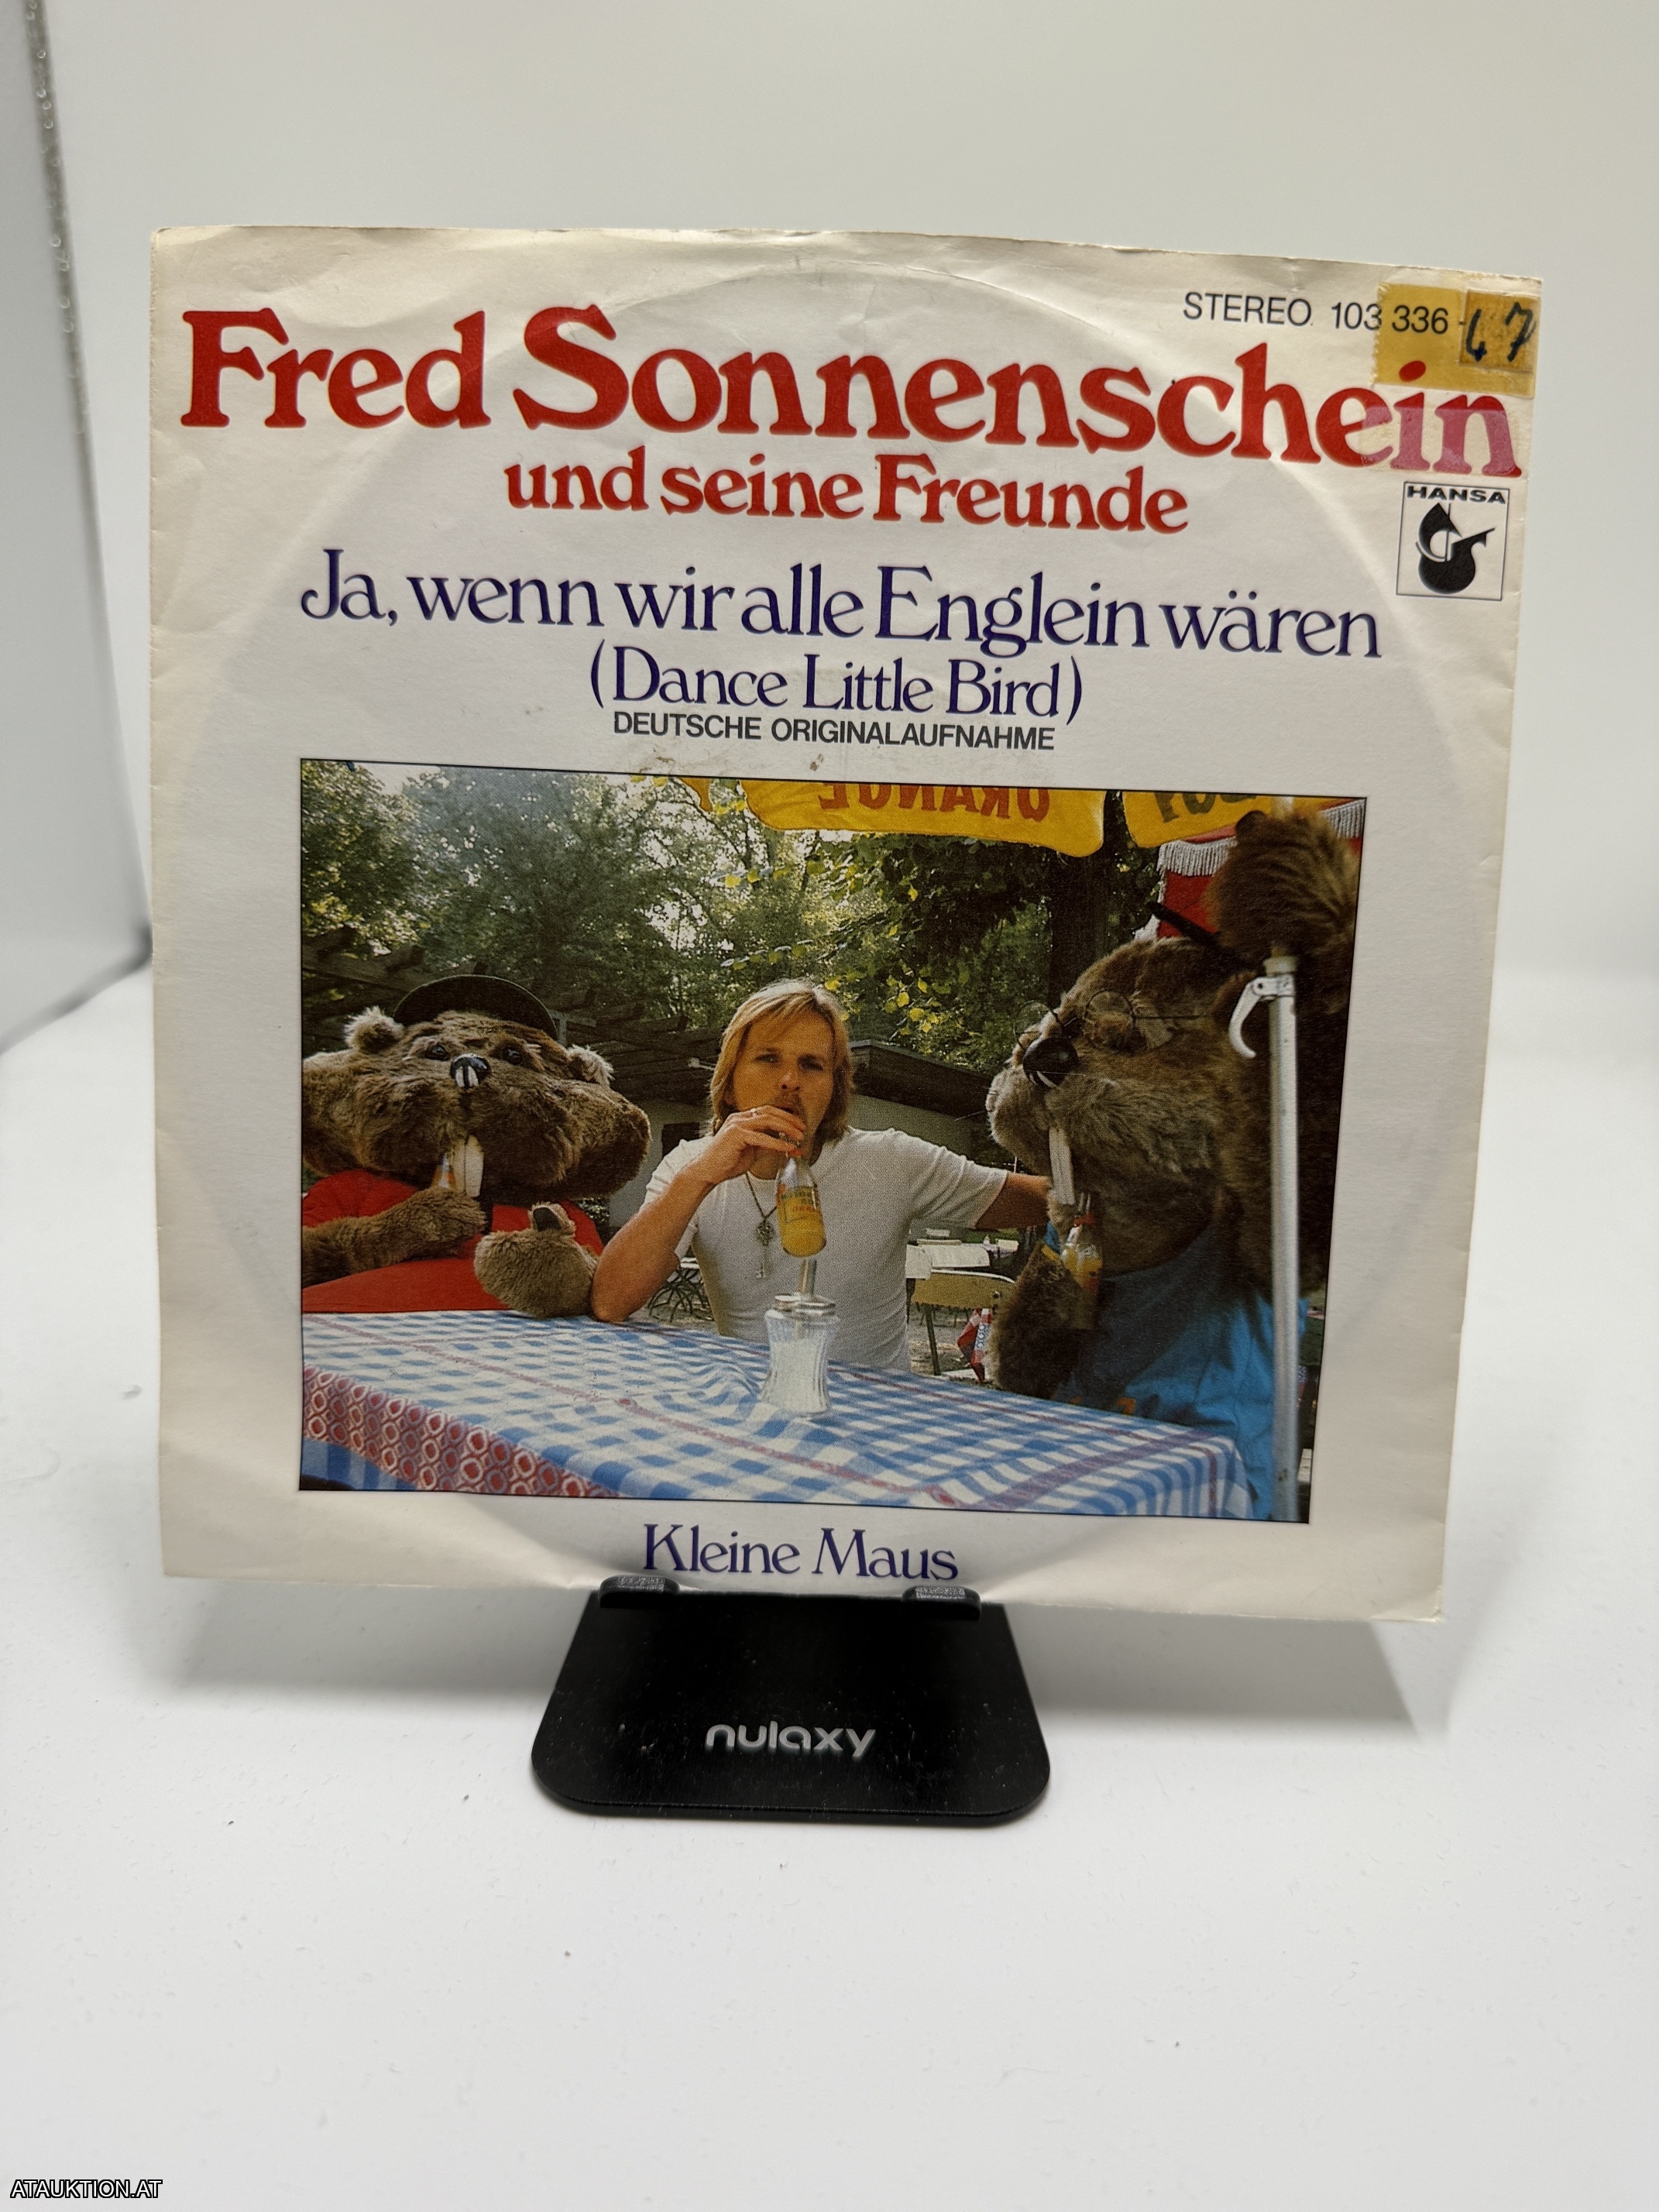 STEREO 103 336 -
47
Fred Sonnenschein
und seine Freunde
HANSA
Ja, wenn wir alle Englein wären
(Dance Little Bird)
DEUTSCHE ORIGINALAUFNAHME
ORANGE
Kleine Maus
nulaxy
ATAUKTION.AT